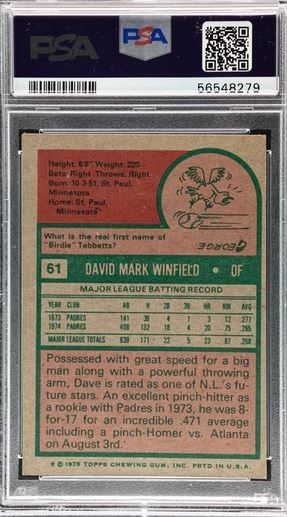 PSA
PSA
56548279
Height: 6'6" Weight: 220
Bats: Right Throws: Right
Born: 10-3-51, St. Paul,
Minnesota
Home: St. Paul,
Minnesota
What is the real first name of
"Birdie" Tebbetts?
GEORGE
61 DAVID MARK WINFIELD • OF
MAJOR LEAGUE BATTING RECORD
YEAR CLUB AB H 2B 3B HR RBI AVG
1973 PADRES 141 39 4 1 3 12 .277
1974 PADRES 498 132 18 4 20 75 .265
MAJOR LEAGUE TOTALS 639 171 22 5 23 87 .268
Possessed with great speed for a big
man along with a powerful throwing
arm, Dave is rated as one of N.L.'s fu-
ture stars. An excellent pinch-hitter as
a rookie with Padres in 1973, he was 8-
for-17 for an incredible .471 average
including a pinch-Homer vs. Atlanta
on August 3rd.
* © 1975 TOPPS CHEWING GUM, INC. PRTD IN U.S.A.